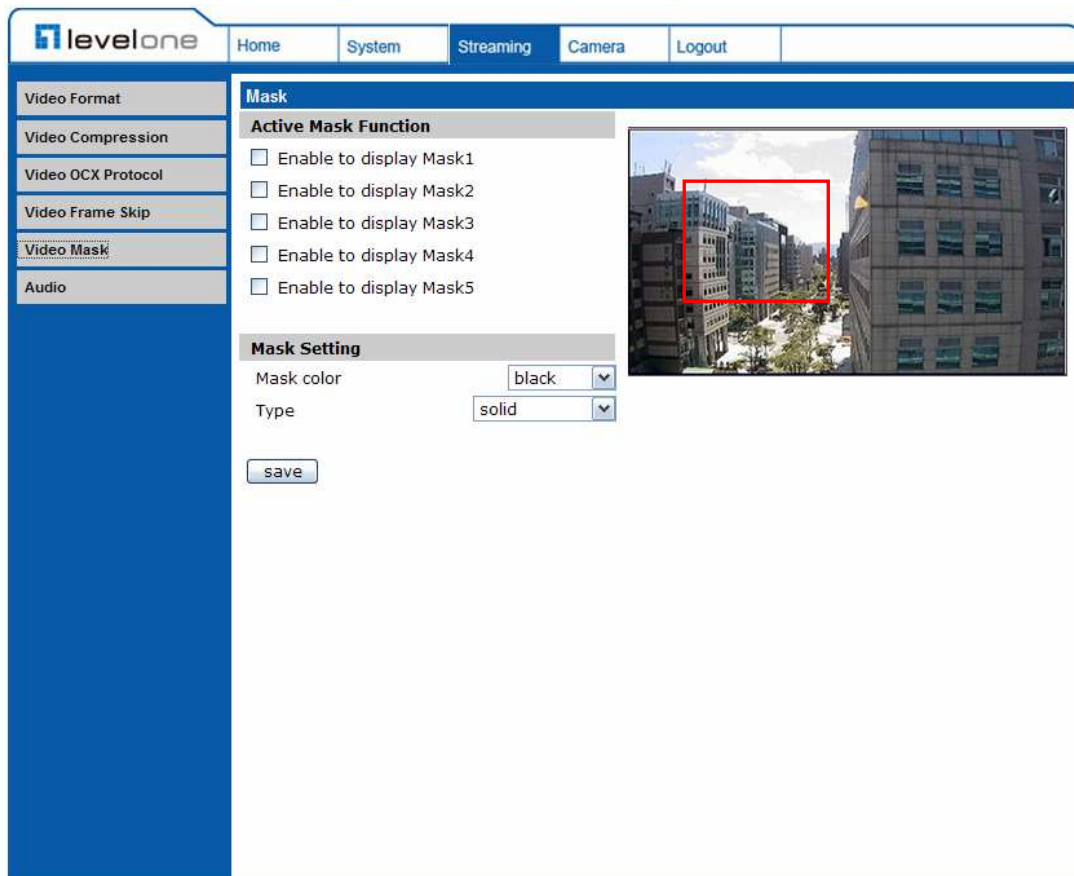 levelone
Home
System
Streaming
Camera
Logout
Video Format
Video Compression
Video OCX Protocol
Video Frame Skip
Video Mask
Audio
Mask
Active Mask Function
Enable to display Mask1
Enable to display Mask2
Enable to display Mask3
Enable to display Mask4
Enable to display Mask5
Mask Setting
Mask color black
Type solid
save